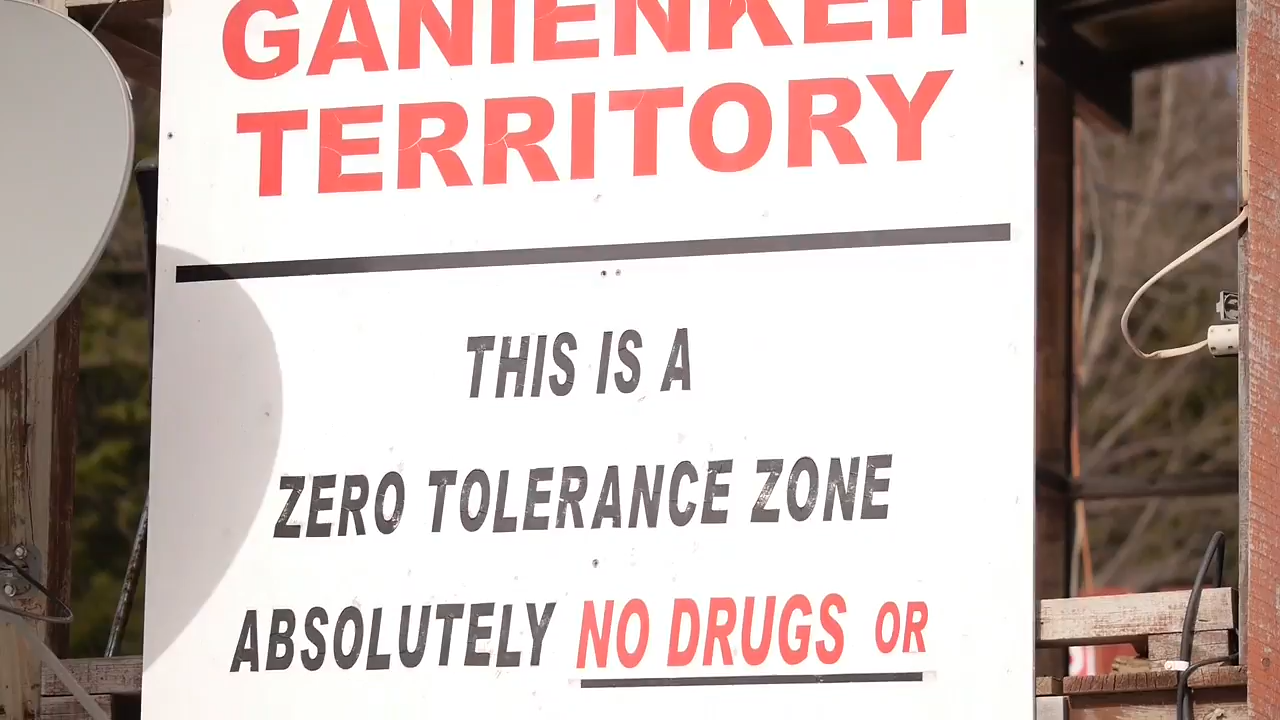 GANIENKEH
TERRITORY
THIS IS A
ZERO TOLERANCE ZONE
ABSOLUTELY NO DRUGS OR